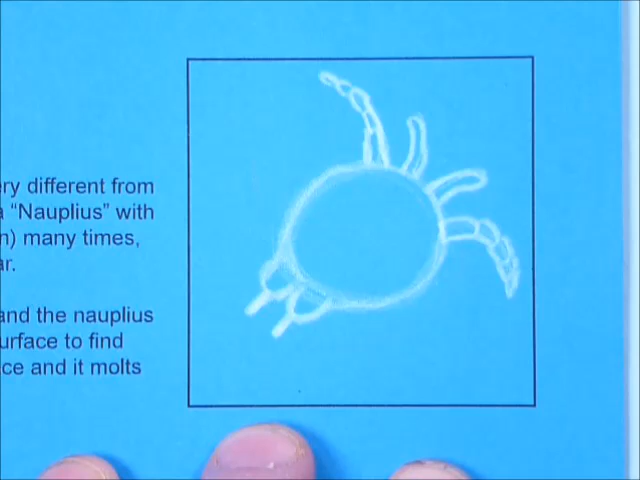 ery different from
a “Nauplius” with
n) many times,
ar.
and the nauplius
urface to find
ce and it molts